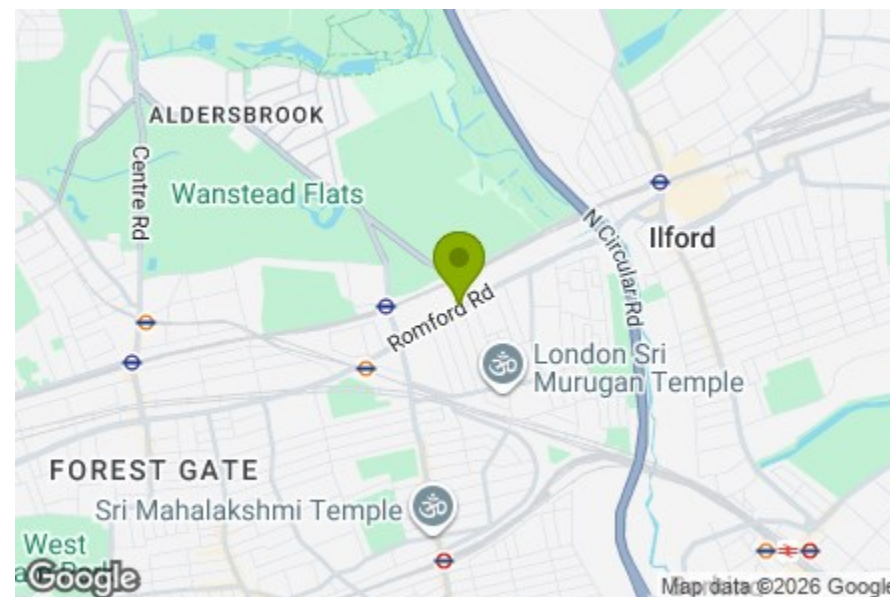 ALDERSBROOK
Centre Rd
Wanstead Flats
N Circular Rd
Ilford
Romford Rd
London Sri
Murugan Temple
FOREST GATE
Sri Mahalakshmi Temple
West
Google
Map data ©2026 Google